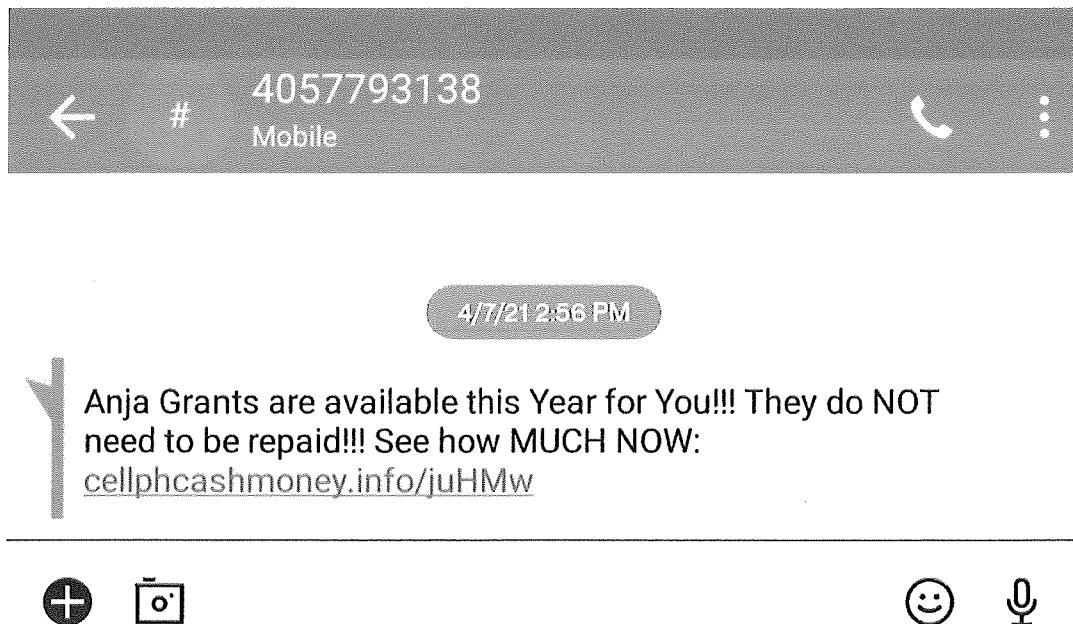 4057793138
#
Mobile
4/7/21 2:56 PM
Anja Grants are available this Year for You!!! They do NOT
need to be repaid!!! See how MUCH NOW:
cellphcashmoney.info/juHMw